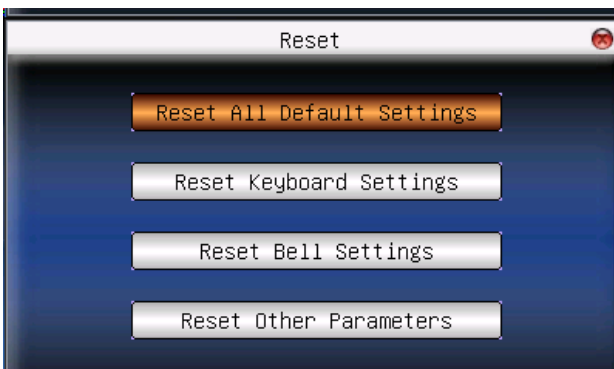 Reset
Reset All Default Settings
Reset Keyboard Settings
Reset Bell Settings
Reset Other Parameters